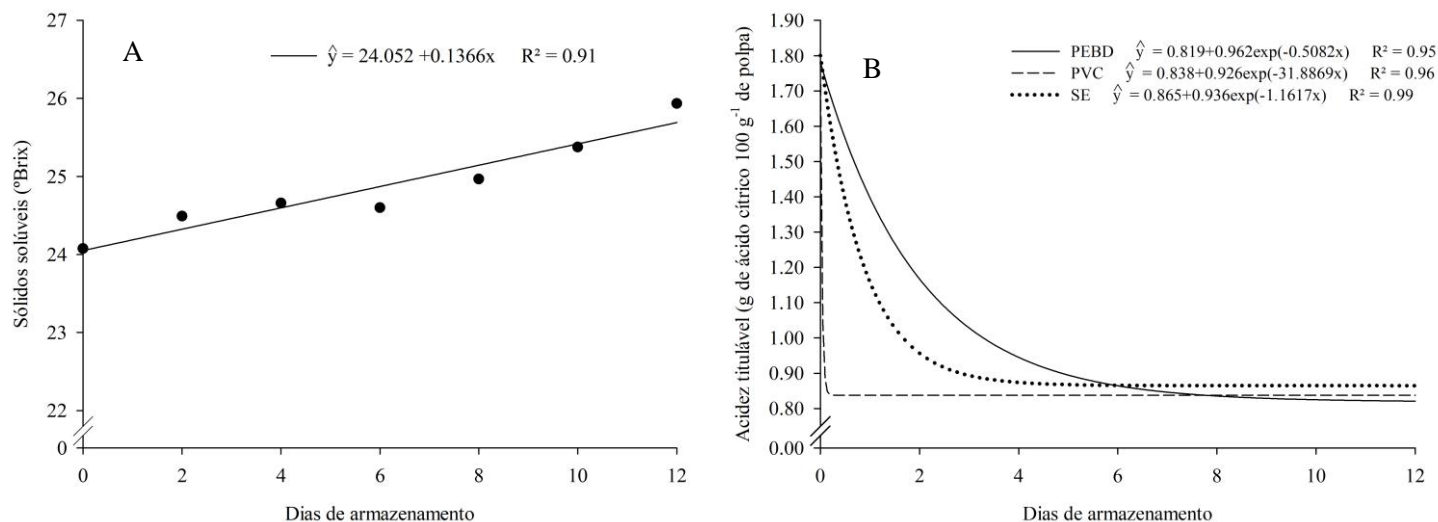 A
ŷ = 24.052 +0.1366x R² = 0.91
Sólidos solúveis (ºBrix)
27
26
25
24
23
22
0
0 2 4 6 8 10 12
Dias de armazenamento
B
PEBD ŷ = 0.819+0.962exp(-0.5082x) R² = 0.95
PVC ŷ = 0.838+0.926exp(-31.8869x) R² = 0.96
SE ŷ = 0.865+0.936exp(-1.1617x) R² = 0.99
Acidez titulável (g de ácido cítrico 100 g⁻¹ de polpa)
1.90
1.80
1.70
1.60
1.50
1.40
1.30
1.20
1.10
1.00
0.90
0.80
0.00
0 2 4 6 8 10 12
Dias de armazenamento